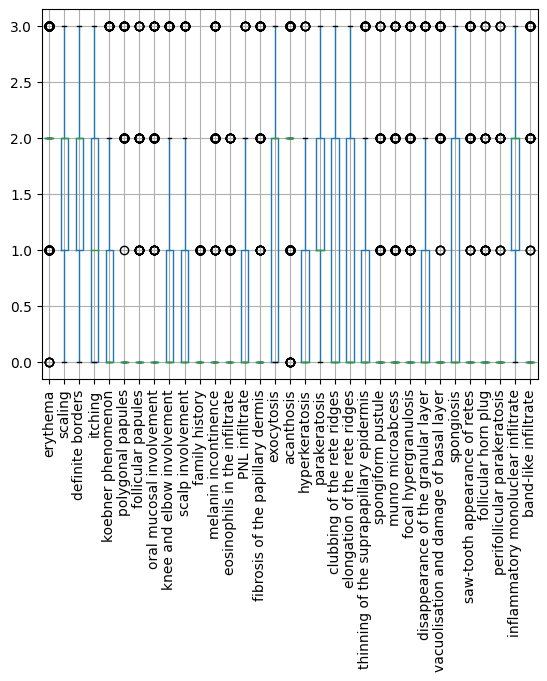 3.0
2.5
2.0
1.5
1.0
0.5
0.0
erythema
scaling
definite borders
itching
koebner phenomenon
polygonal papules
follicular papules
oral mucosal involvement
knee and elbow involvement
scalp involvement
family history
melanin incontinence
eosinophils in the infiltrate
PNL infiltrate
fibrosis of the papillary dermis
exocytosis
acanthosis
hyperkeratosis
parakeratosis
clubbing of the rete ridges
elongation of the rete ridges
thinning of the suprapapillary epidermis
spongiform pustule
munro microabcess
focal hypergranulosis
disappearance of the granular layer
vacuolisation and damage of basal layer
spongiosis
saw-tooth appearance of retes
follicular horn plug
perifollicular parakeratosis
inflammatory monoluclear inflitrate
band-like infiltrate